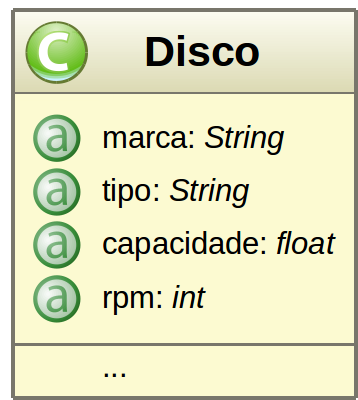 C Disco
a marca: String
a tipo: String
a capacidade: float
a rpm: int
...